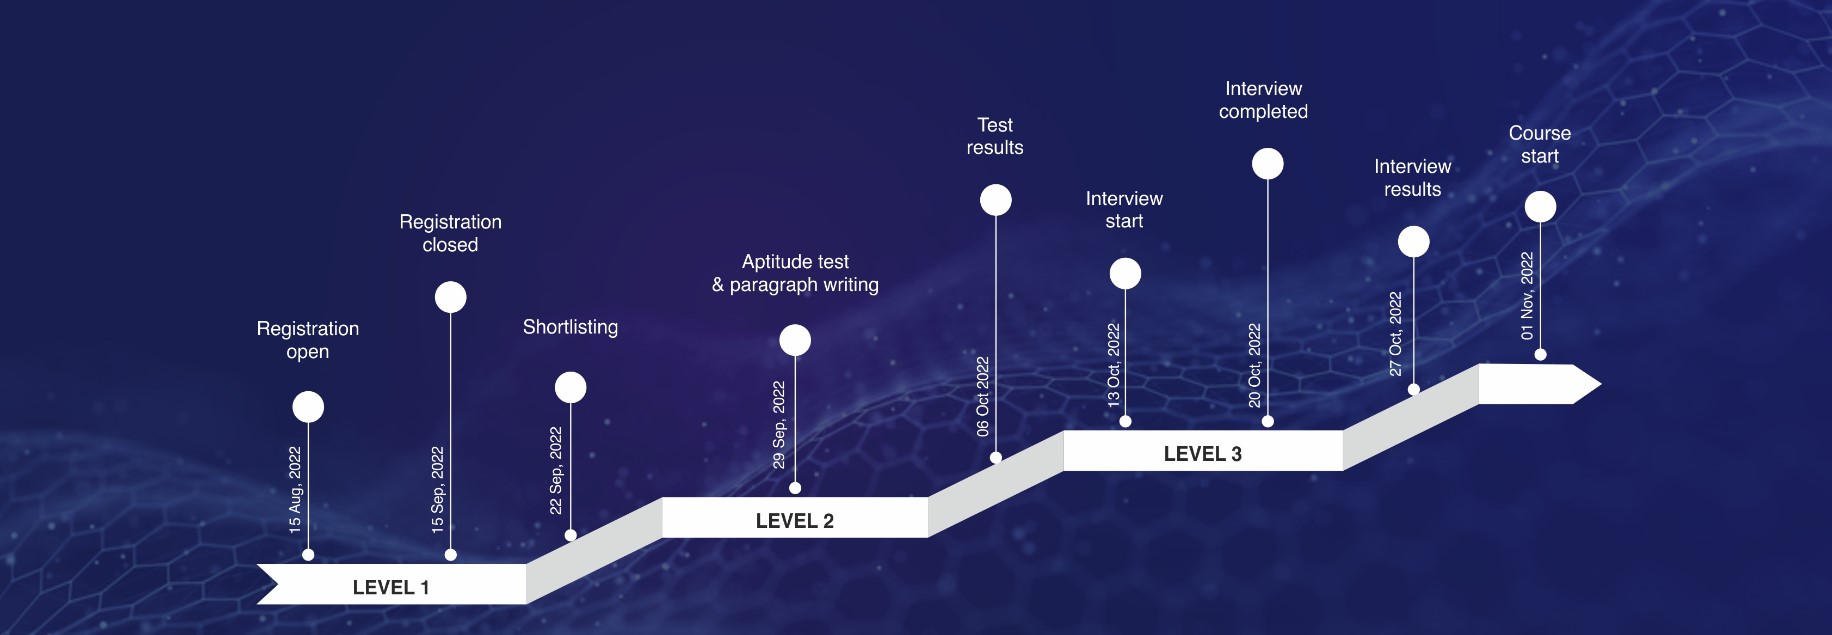 Registration
open
15 Aug, 2022
Registration
closed
15 Sep, 2022
LEVEL 1
Shortlisting
22 Sep, 2022
Aptitude test
& paragraph writing
29 Sep, 2022
LEVEL 2
Test
results
06 Oct 2022
Interview
start
13 Oct, 2022
Interview
completed
20 Oct, 2022
LEVEL 3
Interview
results
27 Oct, 2022
Course
start
01 Nov, 2022